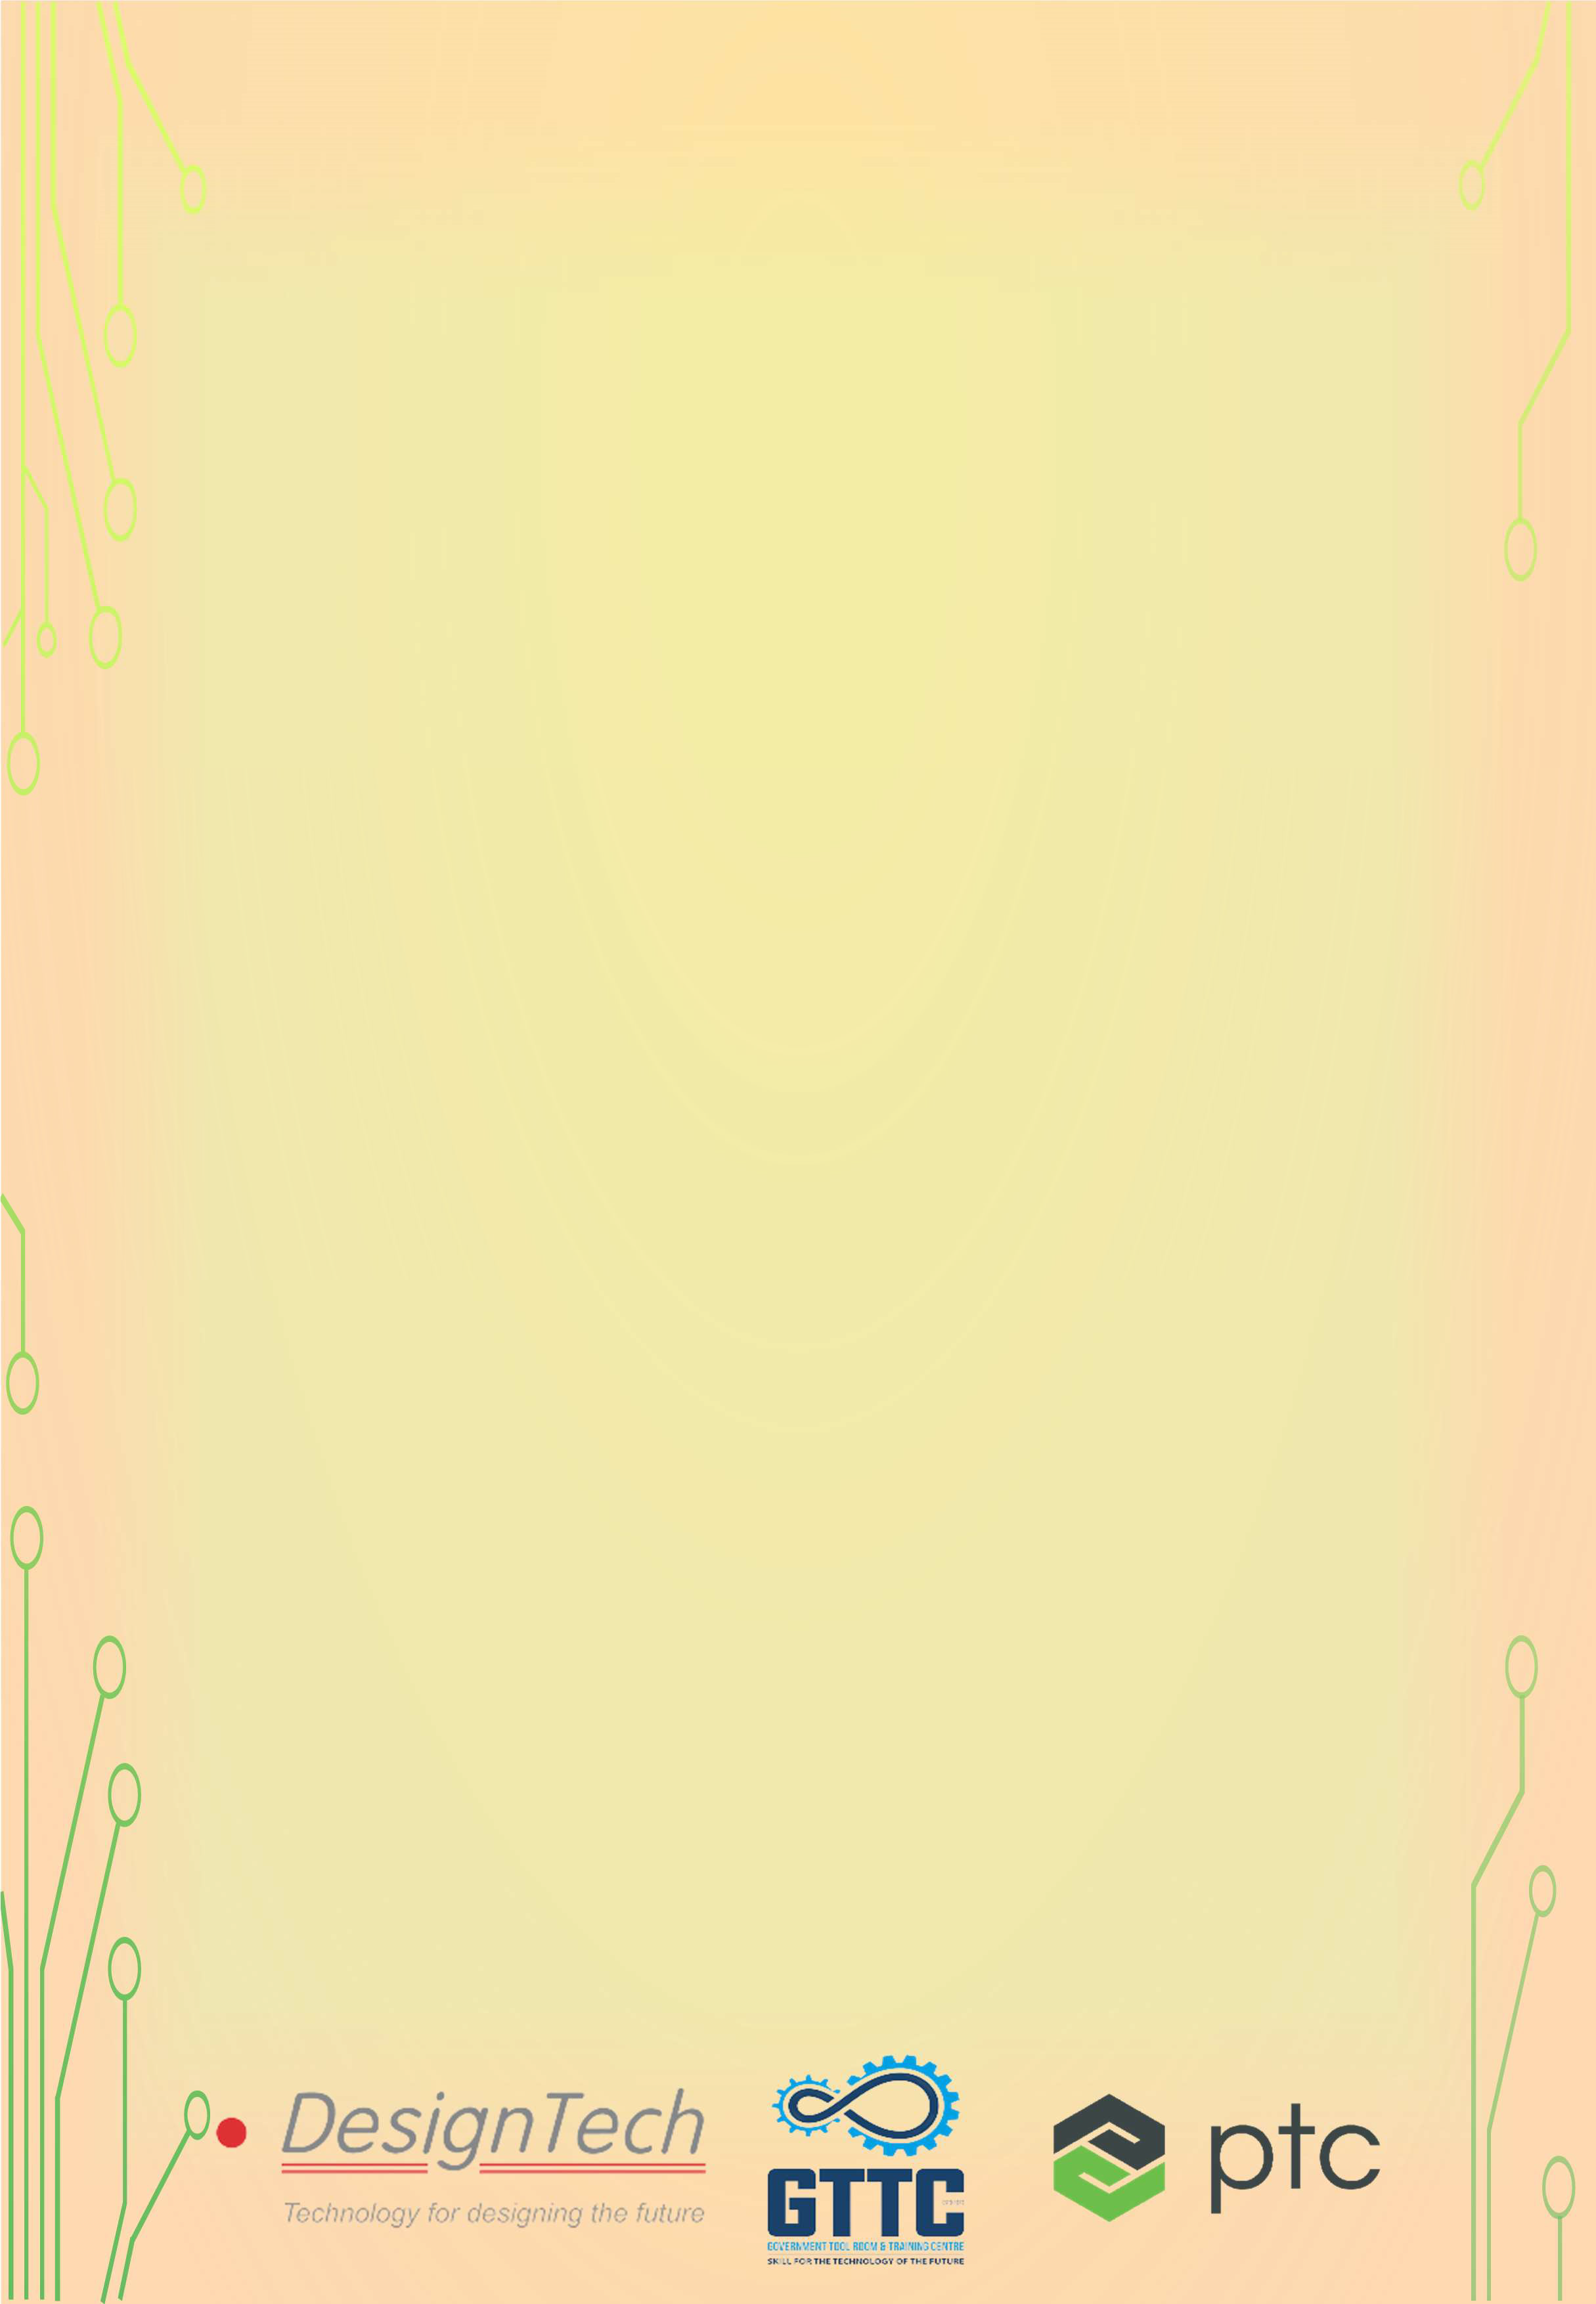 DesignTech
Technology for designing the future
GTTC
GOVERNMENT TOOL ROOM & TRAINING CENTRE
SKILL FOR THE TECHNOLOGY OF THE FUTURE
ptc